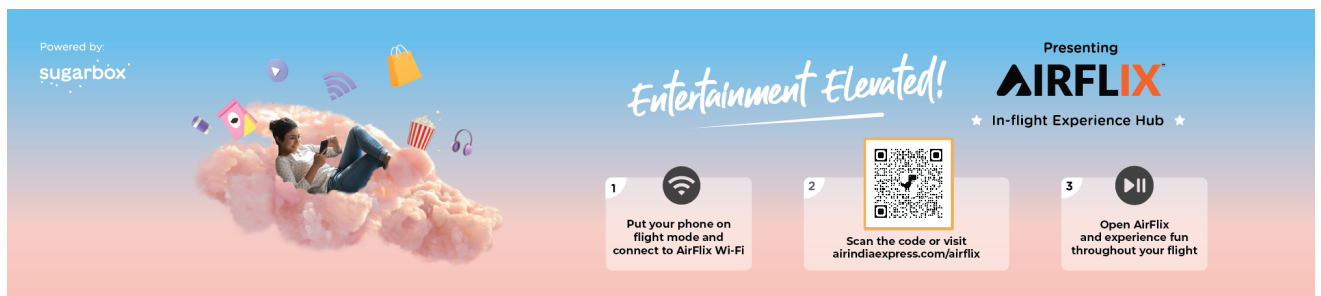 Powered by:
sugarbox
Entertainment Elevated!
Presenting
AIRFLIX™
In-flight Experience Hub
1
Put your phone on
flight mode and
connect to AirFlix Wi-Fi
2
Scan the code or visit
airindiaexpress.com/airflix
3
Open AirFlix
and experience fun
throughout your flight